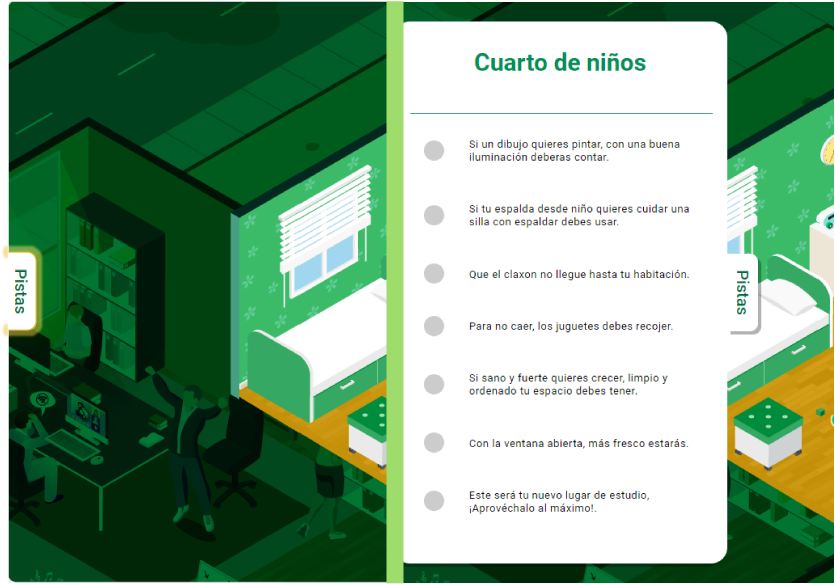 Pistas
Cuarto de niños
Si un dibujo quieres pintar, con una buena
iluminación deberas contar.
Si tu espalda desde niño quieres cuidar una
silla con espaldar debes usar.
Que el claxon no llegue hasta tu habitación.
Para no caer, los juguetes debes recojer.
Si sano y fuerte quieres crecer, limpio y
ordenado tu espacio debes tener.
Con la ventana abierta, más fresco estarás.
Este será tu nuevo lugar de estudio,
¡Aprovéchalo al máximo!.
Pistas